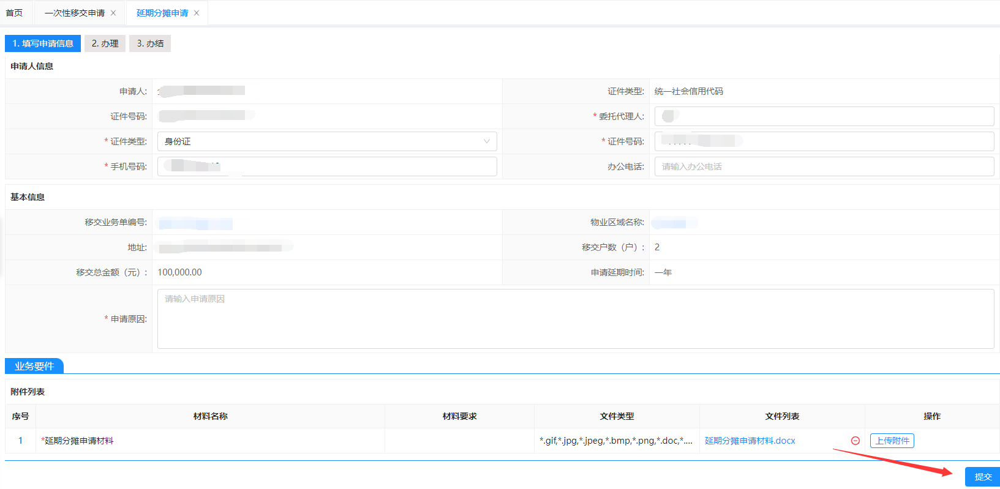 首页 一次性移交申请 × 延期分摊申请 ×
1. 填写申请信息 2. 办理 3. 办结
申请人信息
申请人: 证件类型: 统一社会信用代码
证件号码: * 委托代理人:
* 证件类型: 身份证 * 证件号码:
* 手机号码: 办公电话: 请输入办公电话
基本信息
移交业务单编号: 物业区域名称:
地址: 移交户数（户）: 2
移交总金额（元）: 100,000.00 申请延期时间: 一年
* 申请原因: 请输入申请原因
业务要件
附件列表
序号 材料名称 材料要求 文件类型 文件列表 操作
1 *延期分摊申请材料 *.gif,*.jpg,*.jpeg,*.bmp,*.png,*.doc,*.... 延期分摊申请材料.docx 上传附件
提交